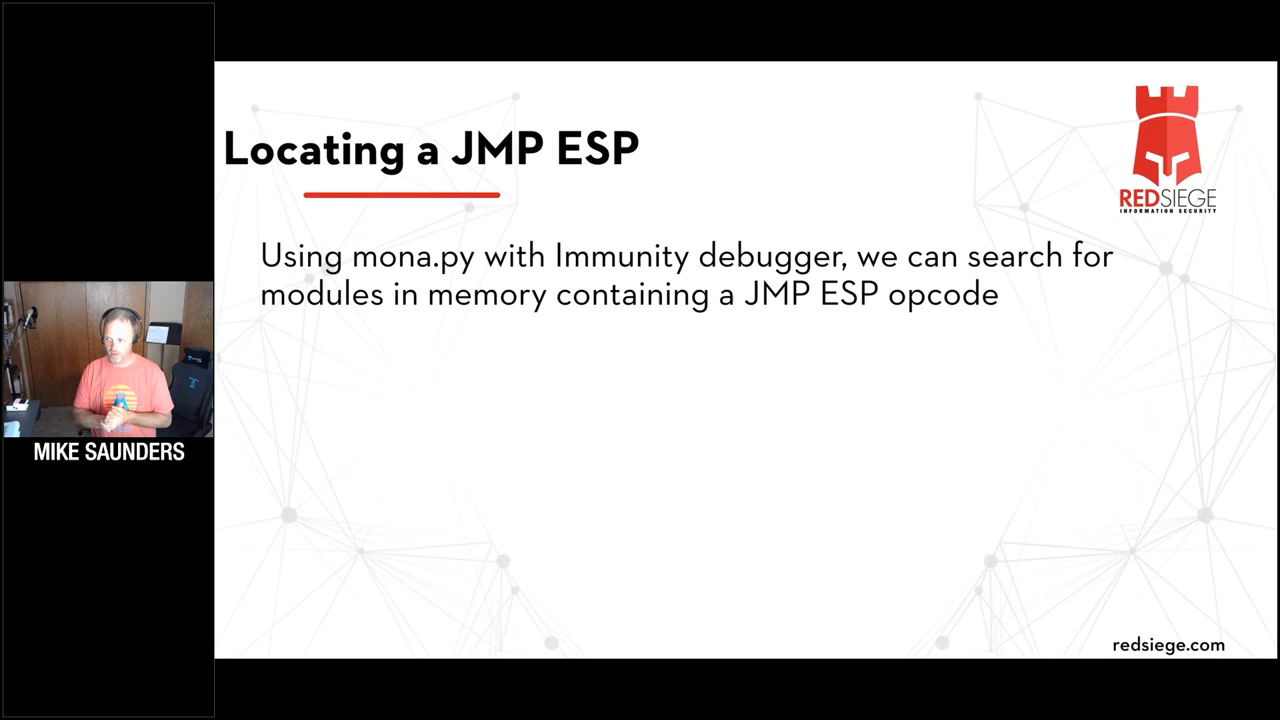 Locating a JMP ESP
REDSIEGE
INFORMATION SECURITY
Using mona.py with Immunity debugger, we can search for
modules in memory containing a JMP ESP opcode
MIKE SAUNDERS
redsiege.com